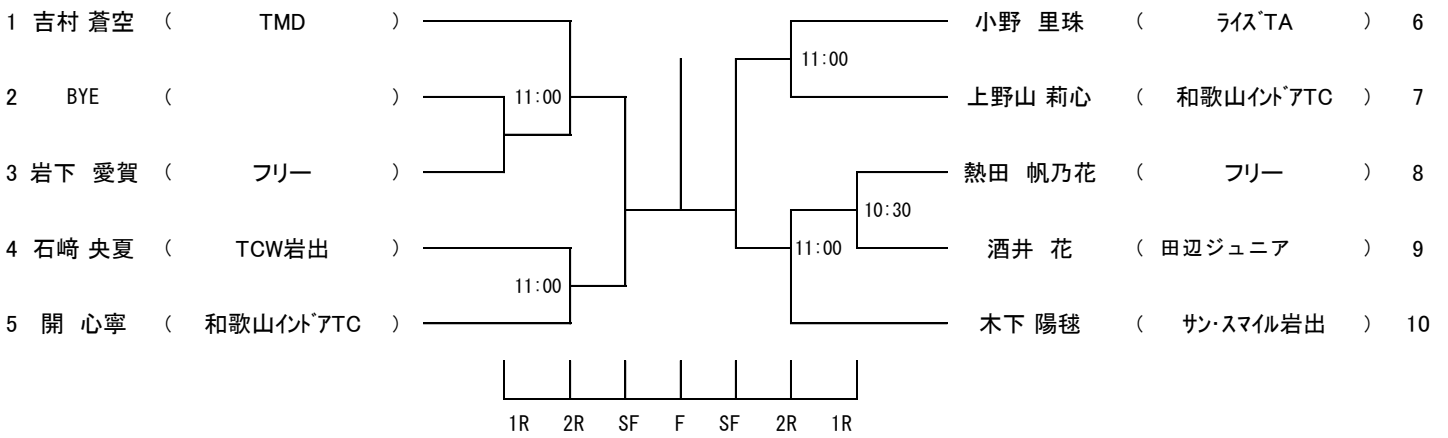 1 吉村 蒼空 ( TMD ) 小野 里珠 ( ライズTA ) 6
11:00
2 BYE ( ) 11:00 上野山 莉心 ( 和歌山インドアTC ) 7
3 岩下 愛賀 ( フリー ) 熱田 帆乃花 ( フリー ) 8
10:30
4 石﨑 央夏 ( TCW岩出 ) 11:00 酒井 花 ( 田辺ジュニア ) 9
11:00
5 開 心寧 ( 和歌山インドアTC ) 木下 陽毬 ( サン・スマイル岩出 ) 10
1R 2R SF F SF 2R 1R